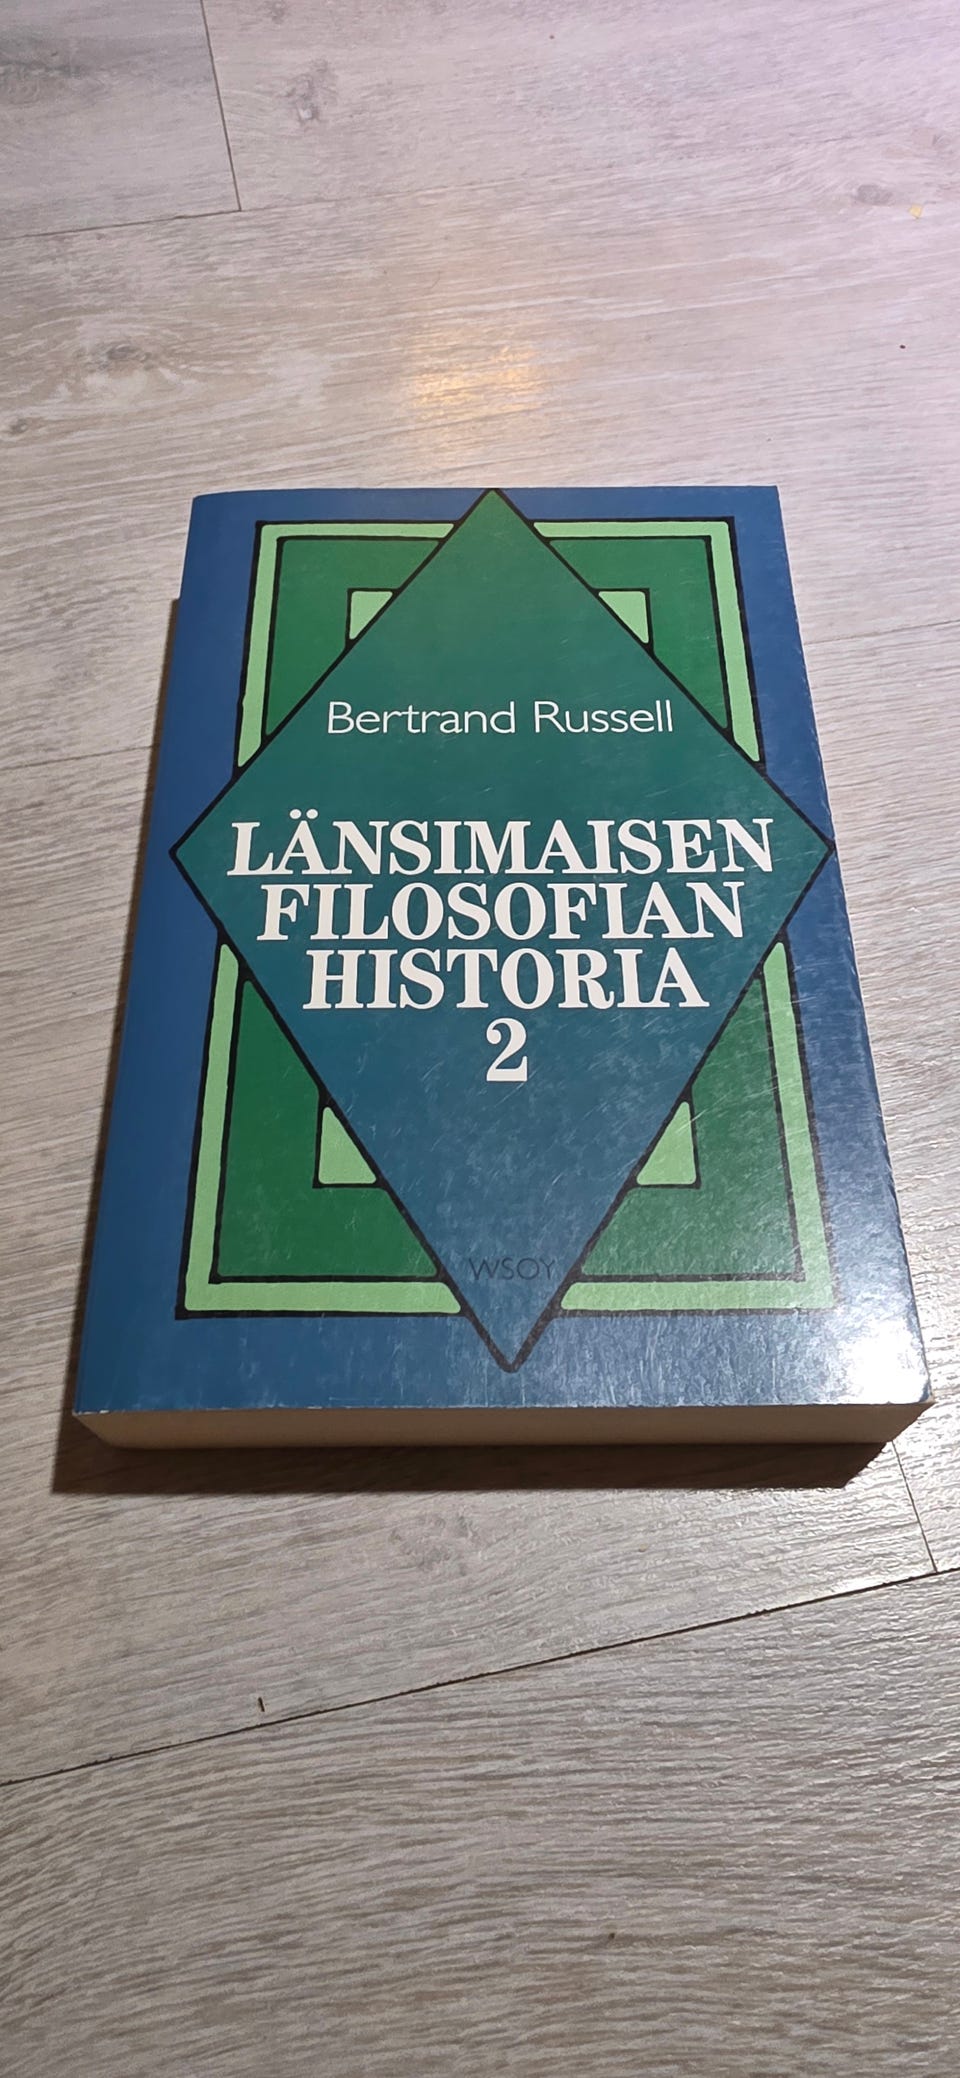 Bertrand Russell
LÄNSIMAISEN
FILOSOFIAN
HISTORIA
2
WSOY